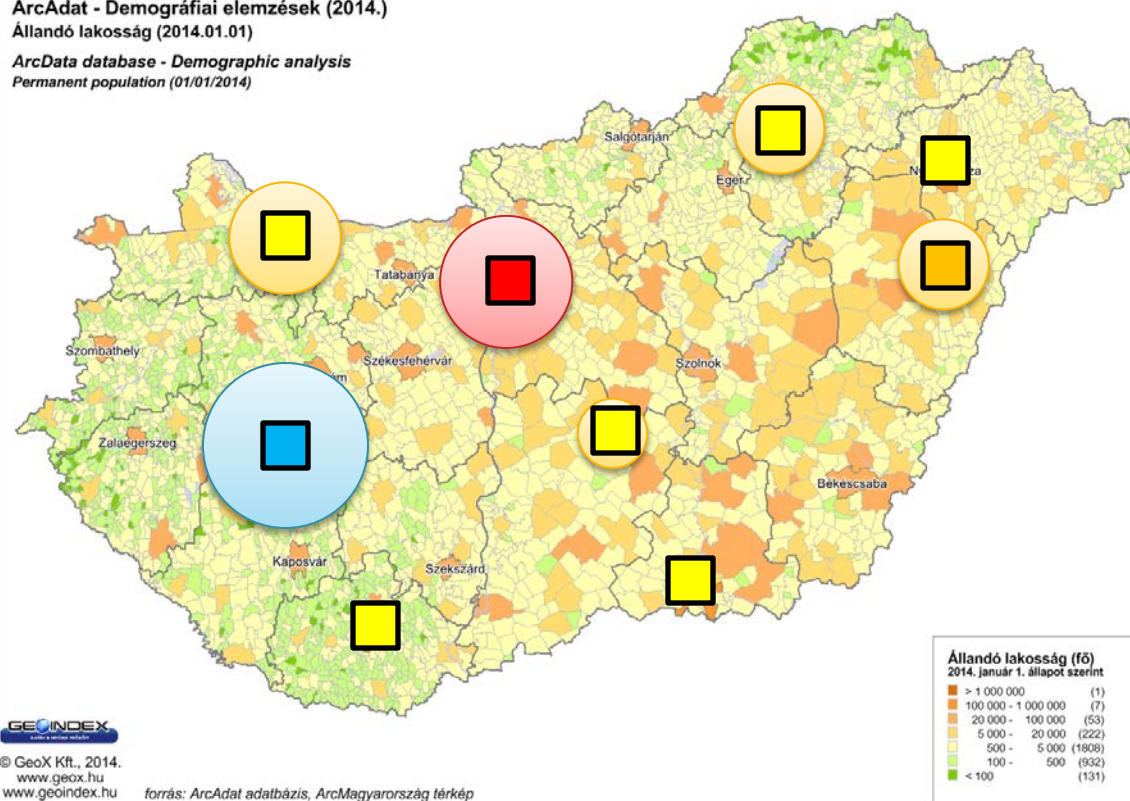 ArcAdat - Demográfiai elemzések (2014.)
Állandó lakosság (2014.01.01)
ArcData database - Demographic analysis
Permanent population (01/01/2014)
Salgótarján
Eger
Tatabánya
Szombathely
Székesfehérvár
Szolnok
Zalaegerszeg
Békéscsaba
Kaposvár
Szekszárd
Állandó lakosság (fő)
2014. január 1. állapot szerint
> 1 000 000 (1)
100 000 - 1 000 000 (7)
20 000 - 100 000 (53)
5 000 - 20 000 (222)
500 - 5 000 (1808)
100 - 500 (932)
< 100 (131)
GEOINDEX
© GeoX Kft., 2014.
www.geox.hu
www.geoindex.hu
forrás: ArcAdat adatbázis, ArcMagyarország térkép